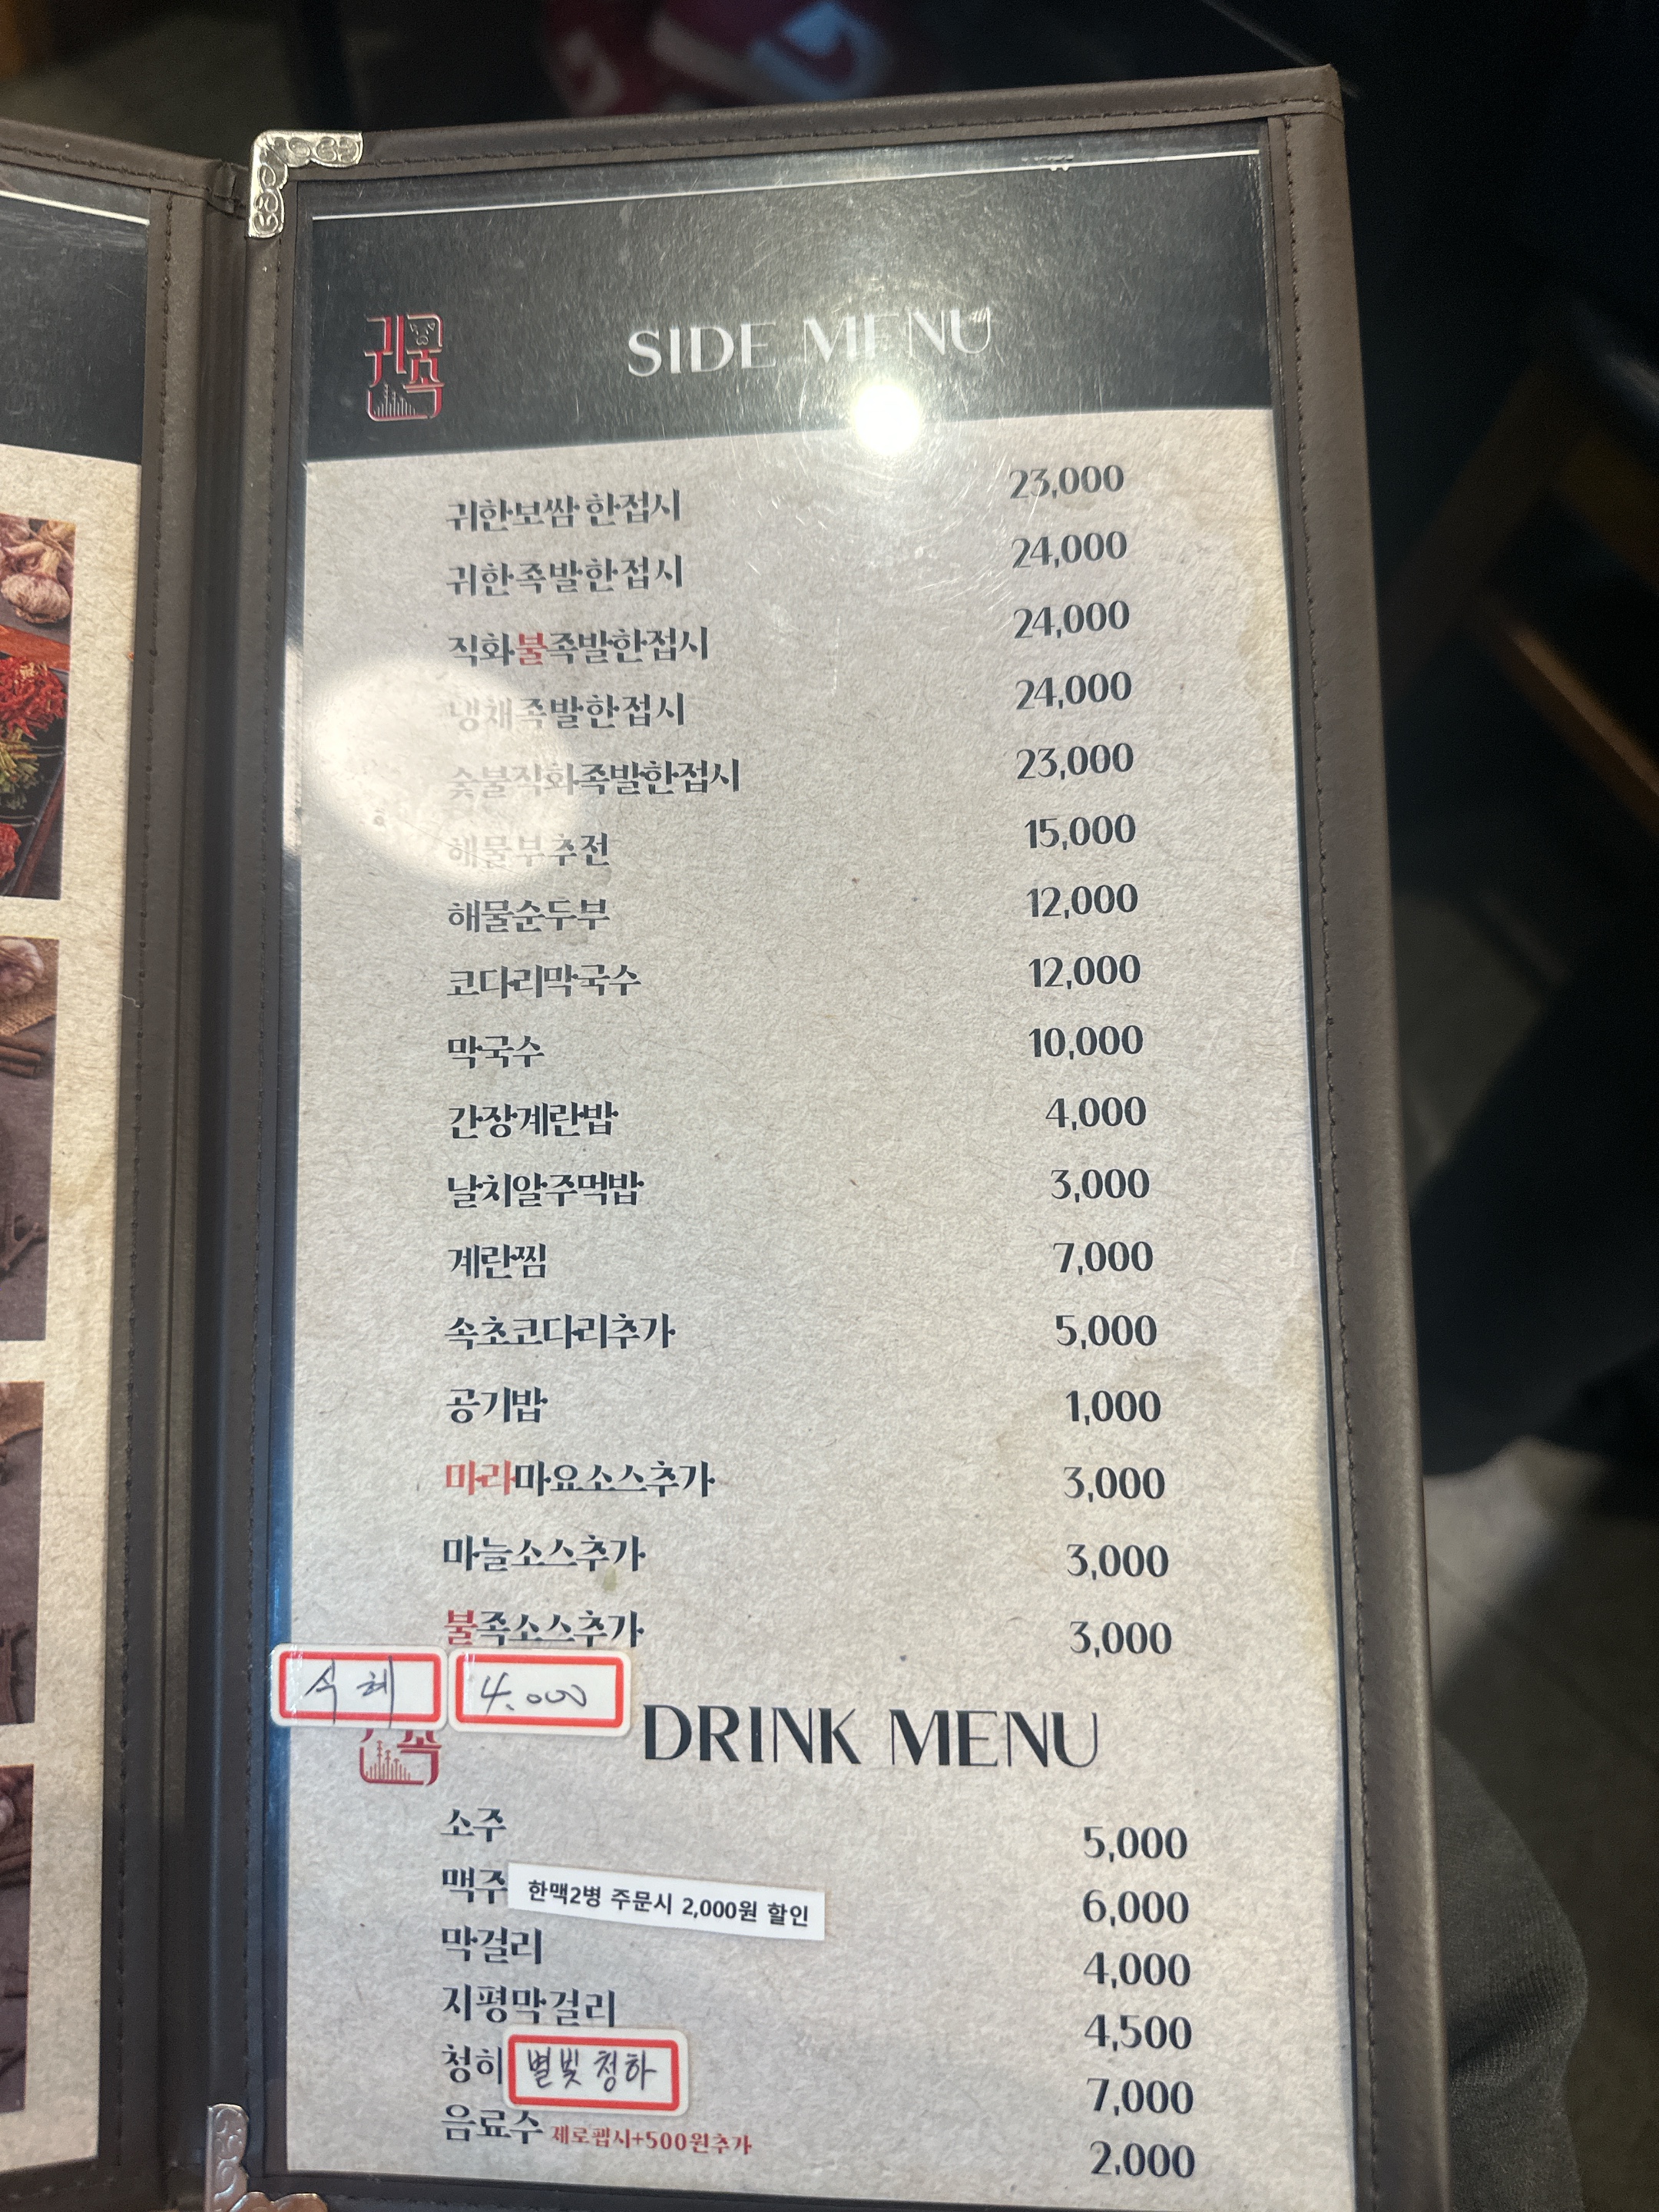 귀한족
SIDE MENU
귀한보쌈 한접시 23,000
귀한족발한접시 24,000
직화불족발한접시 24,000
냉채족발한접시 24,000
숯불직화족발한접시 23,000
해물부추전 15,000
해물순두부 12,000
코다리막국수 12,000
막국수 10,000
간장계란밥 4,000
날치알주먹밥 3,000
계란찜 7,000
속초코다리추가 5,000
공기밥 1,000
마라마요소스추가 3,000
마늘소스추가 3,000
불족소스추가 3,000
식혜 4.000
족
DRINK MENU
소주 5,000
맥주 한맥2병 주문시 2,000원 할인 6,000
막걸리 4,000
지평막걸리 4,500
청하 별빛청하 7,000
음료수 제로펩시+500원추가 2,000